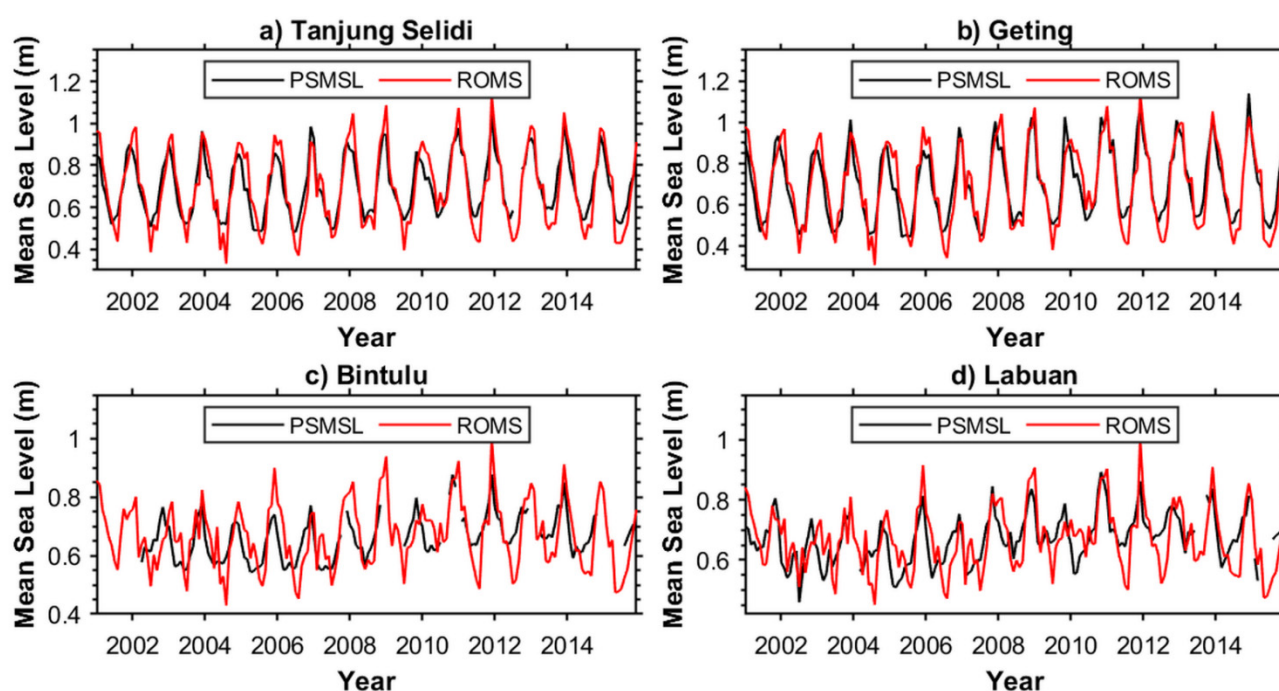 a) Tanjung Selidi
PSMSL ROMS
Mean Sea Level (m)
1.2
1
0.8
0.6
0.4
2002 2004 2006 2008 2010 2012 2014
Year
b) Geting
PSMSL ROMS
Mean Sea Level (m)
1.2
1
0.8
0.6
0.4
2002 2004 2006 2008 2010 2012 2014
Year
c) Bintulu
PSMSL ROMS
Mean Sea Level (m)
1
0.8
0.6
0.4
2002 2004 2006 2008 2010 2012 2014
Year
d) Labuan
PSMSL ROMS
Mean Sea Level (m)
1
0.8
0.6
2002 2004 2006 2008 2010 2012 2014
Year